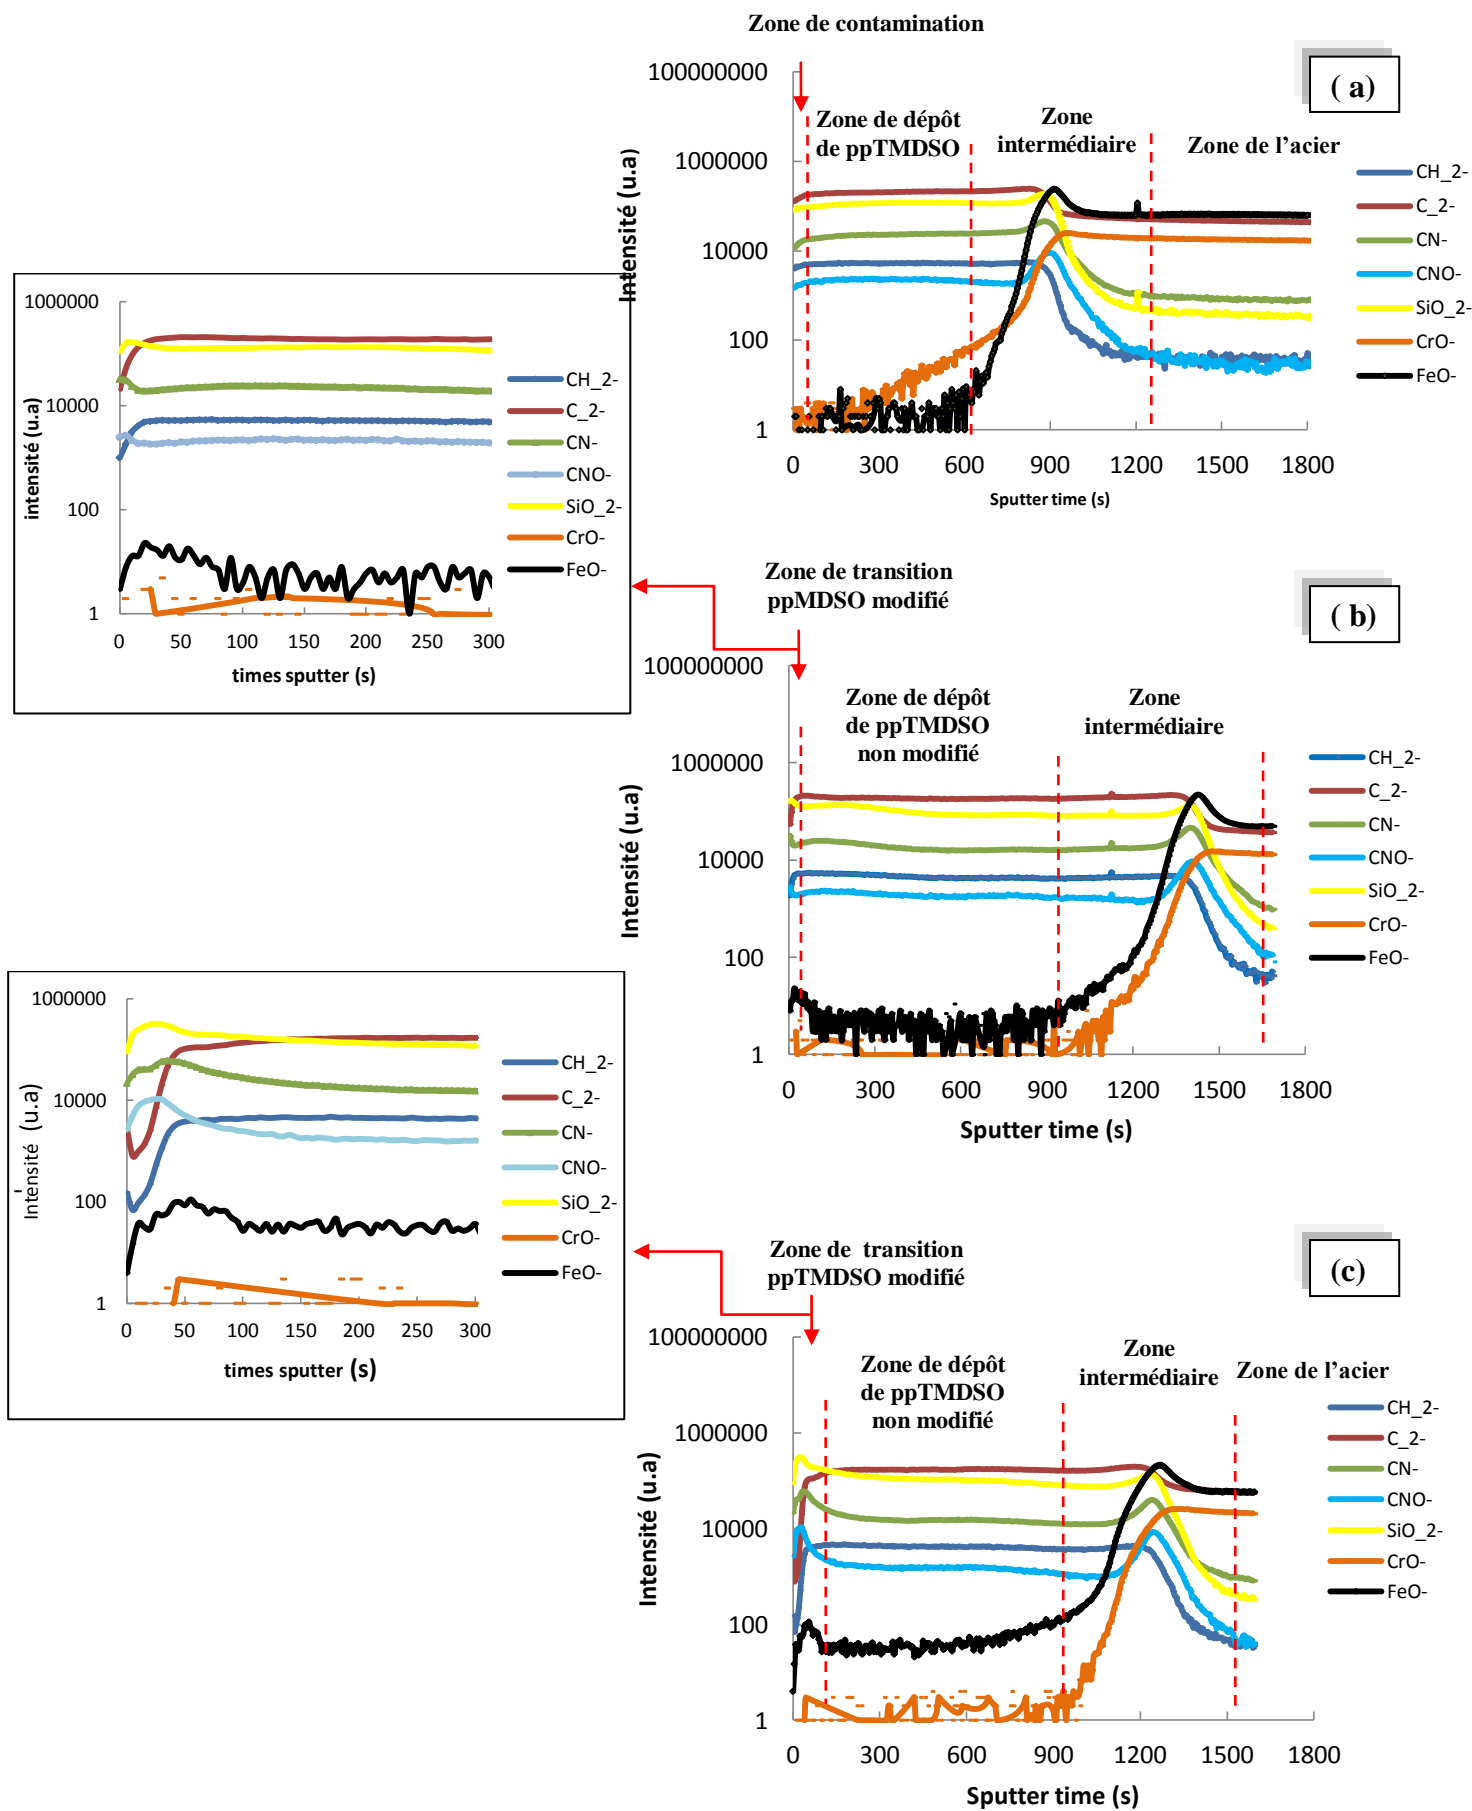 Zone de contamination
( a)
100000000
1000000
10000
100
1
Intensité (u.a)
Zone de dépôt
de ppTMDSO
Zone
intermédiaire
Zone de l'acier
CH_2-
C_2-
CN-
CNO-
SiO_2-
CrO-
FeO-
0 300 600 900 1200 1500 1800
Sputter time (s)
1000000
10000
100
1
intensité (u.a)
CH_2-
C_2-
CN-
CNO-
SiO_2-
CrO-
FeO-
0 50 100 150 200 250 300
times sputter (s)
Zone de transition
ppMDSO modifié
( b)
100000000
1000000
10000
100
1
Intensité (u.a)
Zone de dépôt
de ppTMDSO
non modifié
Zone
intermédiaire
CH_2-
C_2-
CN-
CNO-
SiO_2-
CrO-
FeO-
0 300 600 900 1200 1500 1800
Sputter time (s)
1000000
10000
100
1
Intensité (u.a)
CH_2-
C_2-
CN-
CNO-
SiO_2-
CrO-
FeO-
0 50 100 150 200 250 300
times sputter (s)
Zone de transition
ppTMDSO modifié
(c)
100000000
1000000
10000
100
1
Intensité (u.a)
Zone de dépôt
de ppTMDSO
non modifié
Zone
intermédiaire
Zone de l'acier
CH_2-
C_2-
CN-
CNO-
SiO_2-
CrO-
FeO-
0 300 600 900 1200 1500 1800
Sputter time (s)